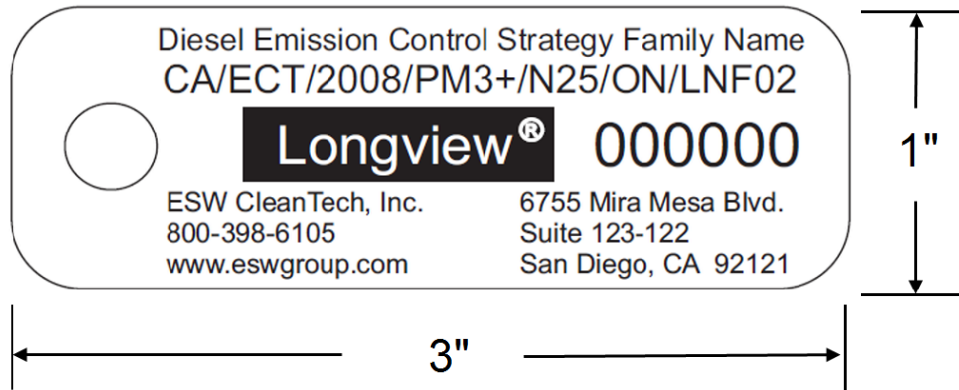 Diesel Emission Control Strategy Family Name
CA/ECT/2008/PM3+/N25/ON/LNF02
Longview® 000000
ESW CleanTech, Inc.
800-398-6105
www.eswgroup.com
6755 Mira Mesa Blvd.
Suite 123-122
San Diego, CA 92121
1"
3"